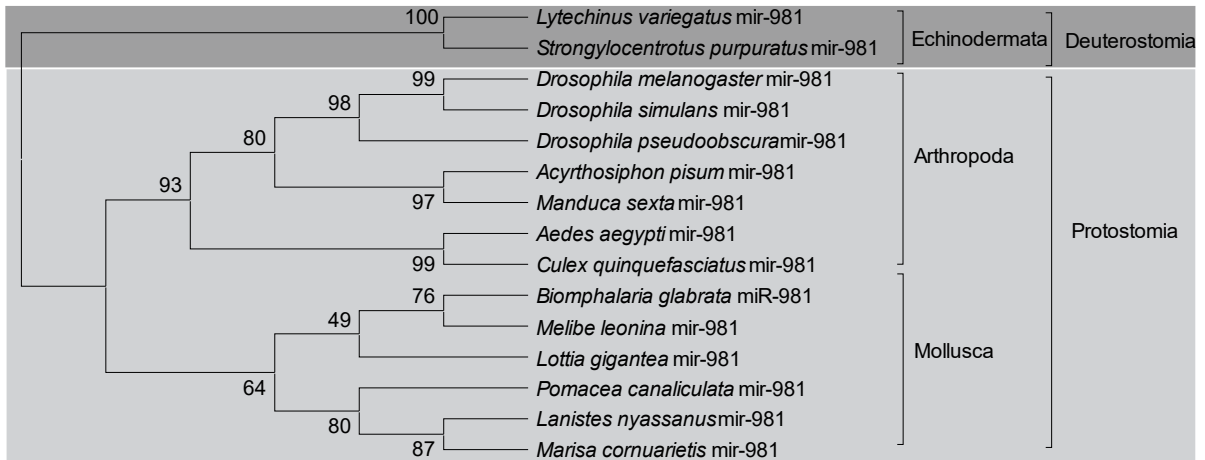 100
Lytechinus variegatus mir-981
Strongylocentrotus purpuratus mir-981
Echinodermata
Deuterostomia
99
Drosophila melanogaster mir-981
98
Drosophila simulans mir-981
80
Drosophila pseudoobscuramir-981
Arthropoda
93
Acyrthosiphon pisum mir-981
97
Manduca sexta mir-981
Protostomia
Aedes aegypti mir-981
99
Culex quinquefasciatus mir-981
76
Biomphalaria glabrata miR-981
49
Melibe leonina mir-981
Mollusca
Lottia gigantea mir-981
64
Pomacea canaliculata mir-981
80
Lanistes nyassanusmir-981
87
Marisa cornuarietis mir-981